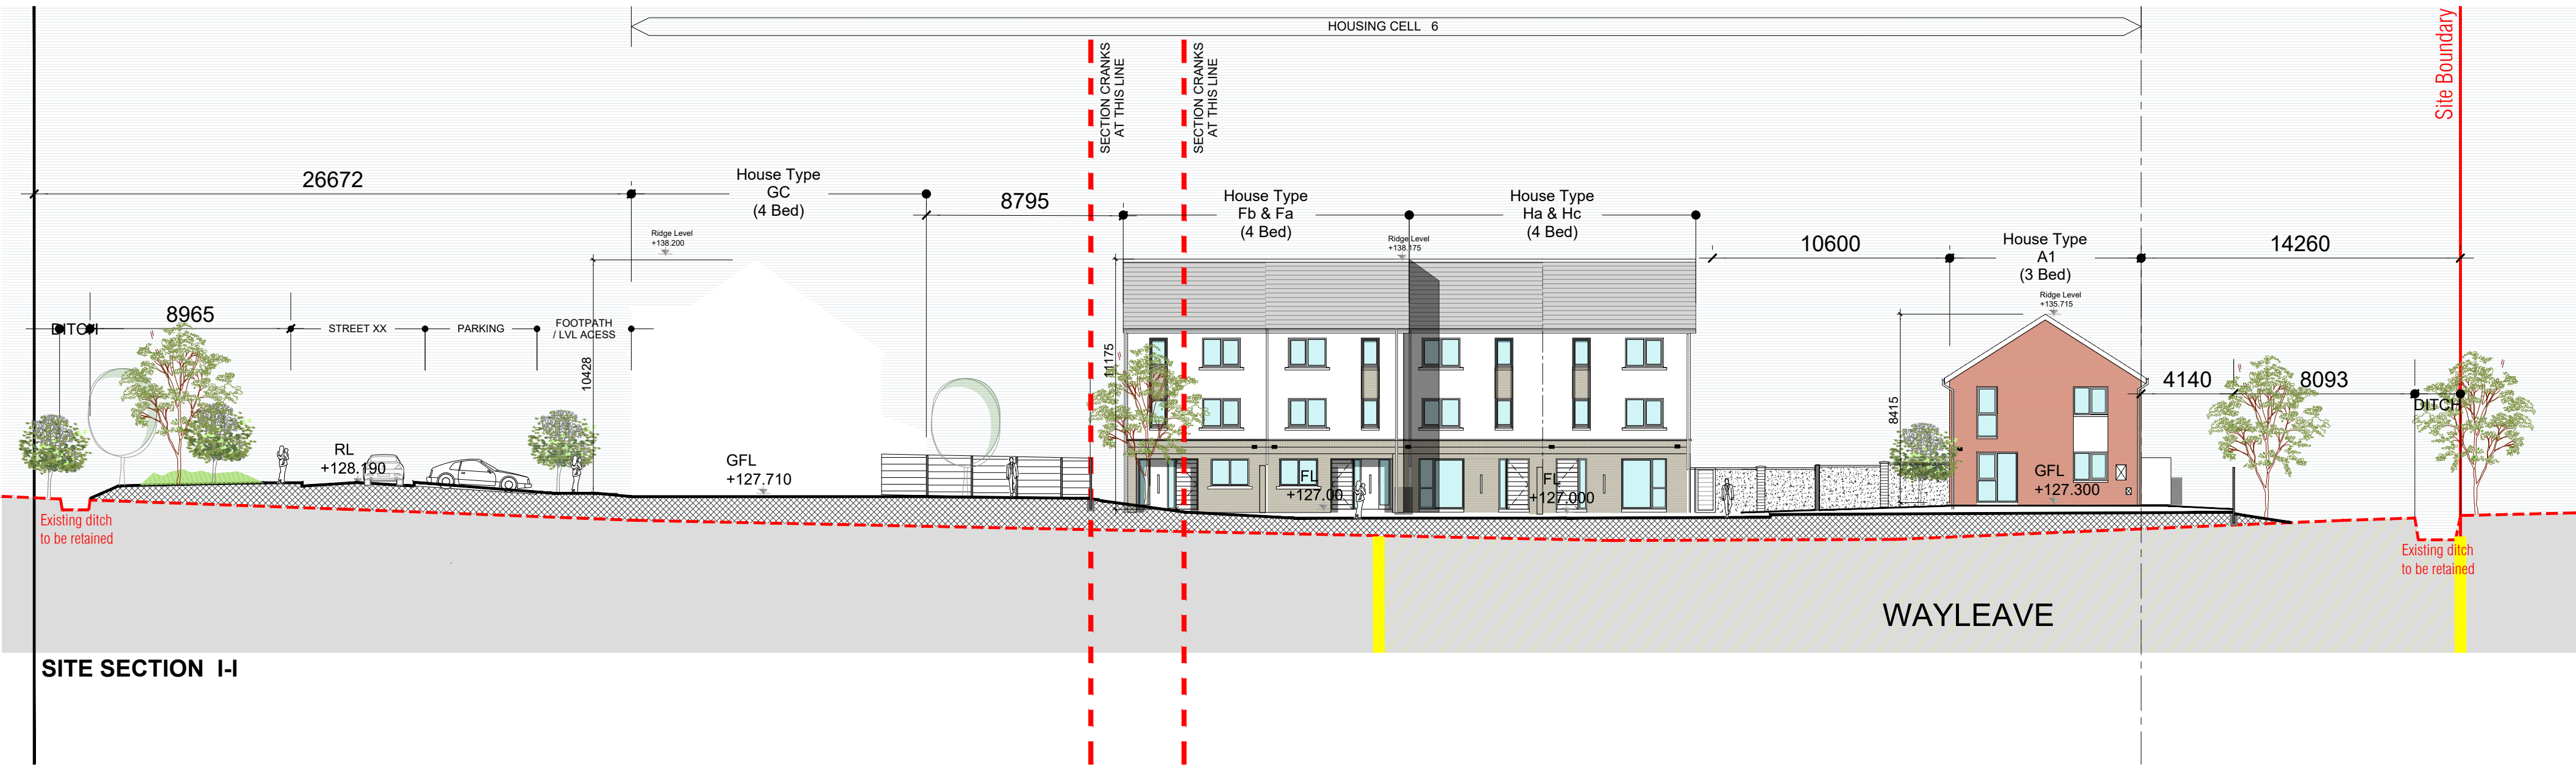 HOUSING CELL 6
Site Boundary
SECTION CRANKS
AT THIS LINE
SECTION CRANKS
AT THIS LINE
26672
House Type
GC
(4 Bed)
8795
House Type
Fb & Fa
(4 Bed)
House Type
Ha & Hc
(4 Bed)
10600
House Type
A1
(3 Bed)
14260
Ridge Level
+138.200
Ridge Level
+138.175
Ridge Level
+135.715
DITCH
8965
STREET XX
PARKING
FOOTPATH
/ LVL ACESS
10428
11175
8415
4140
8093
DITCH
RL
+128.190
GFL
+127.710
FL
+127.00
FL
+127.000
GFL
+127.300
Existing ditch
to be retained
Existing ditch
to be retained
WAYLEAVE
SITE SECTION I-I